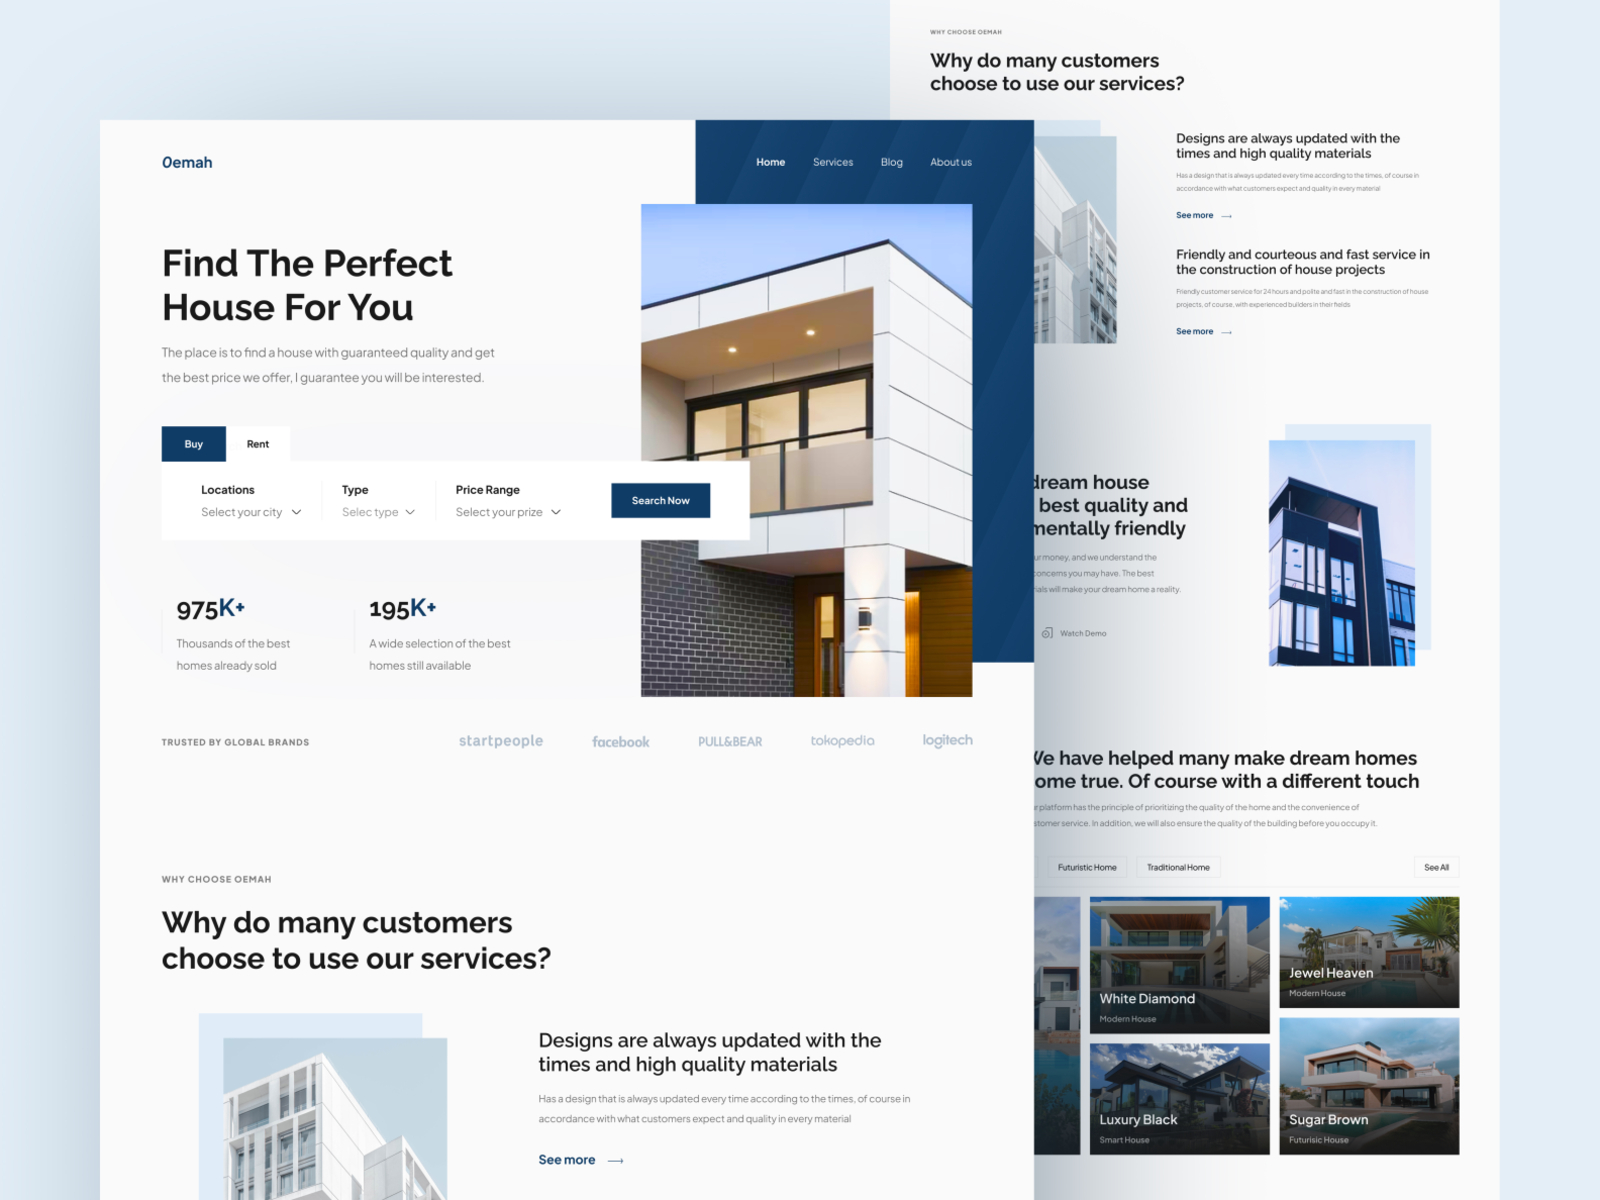 Oemah
Home
Services
Blog
About us
Find The Perfect
House For You
The place is to find a house with guaranteed quality and get
the best price we offer, I guarantee you will be interested.
Buy
Rent
Locations
Select your city
Type
Selec type
Price Range
Select your prize
Search Now
975K+
Thousands of the best
homes already sold
195K+
A wide selection of the best
homes still available
TRUSTED BY GLOBAL BRANDS
startpeople
facebook
PULL&BEAR
tokopedia
logitech
WHY CHOOSE OEMAH
Why do many customers
choose to use our services?
Designs are always updated with the
times and high quality materials
Has a design that is always updated every time according to the times, of course in
accordance with what customers expect and quality in every material
See more
WHY CHOOSE OEMAH
Why do many customers
choose to use our services?
Designs are always updated with the
times and high quality materials
Has a design that is always updated every time according to the times, of course in
accordance with what customers expect and quality in every material
See more
Friendly and courteous and fast service in
the construction of house projects
Friendly customer service for 24 hours and polite and fast in the construction of house
projects, of course, with experienced builders in their fields
See more
dream house
best quality and
mentally friendly
ur money, and we understand the
concerns you may have. The best
ials will make your dream home a reality.
Watch Demo
We have helped many make dream homes
ome true. Of course with a different touch
r platform has the principle of prioritizing the quality of the home and the convenience of
stomer service. In addition, we will also ensure the quality of the building before you occupy it.
Futuristic Home
Traditional Home
See All
White Diamond
Modern House
Jewel Heaven
Modern House
Luxury Black
Smart House
Sugar Brown
Futurisic House